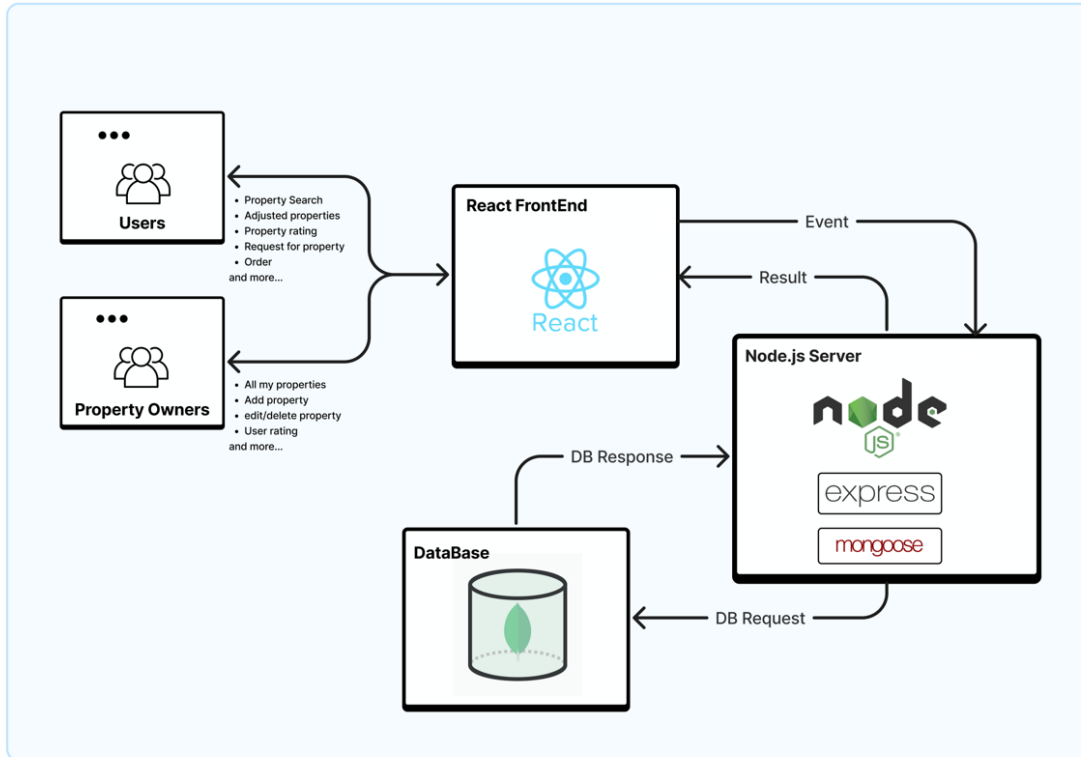 Users
• Property Search
• Adjusted properties
• Property rating
• Request for property
• Order
and more...
Property Owners
• All my properties
• Add property
• edit/delete property
• User rating
and more...
React FrontEnd
React
Event
Result
Node.js Server
node
JS
express
mongoose
DB Response
DataBase
DB Request